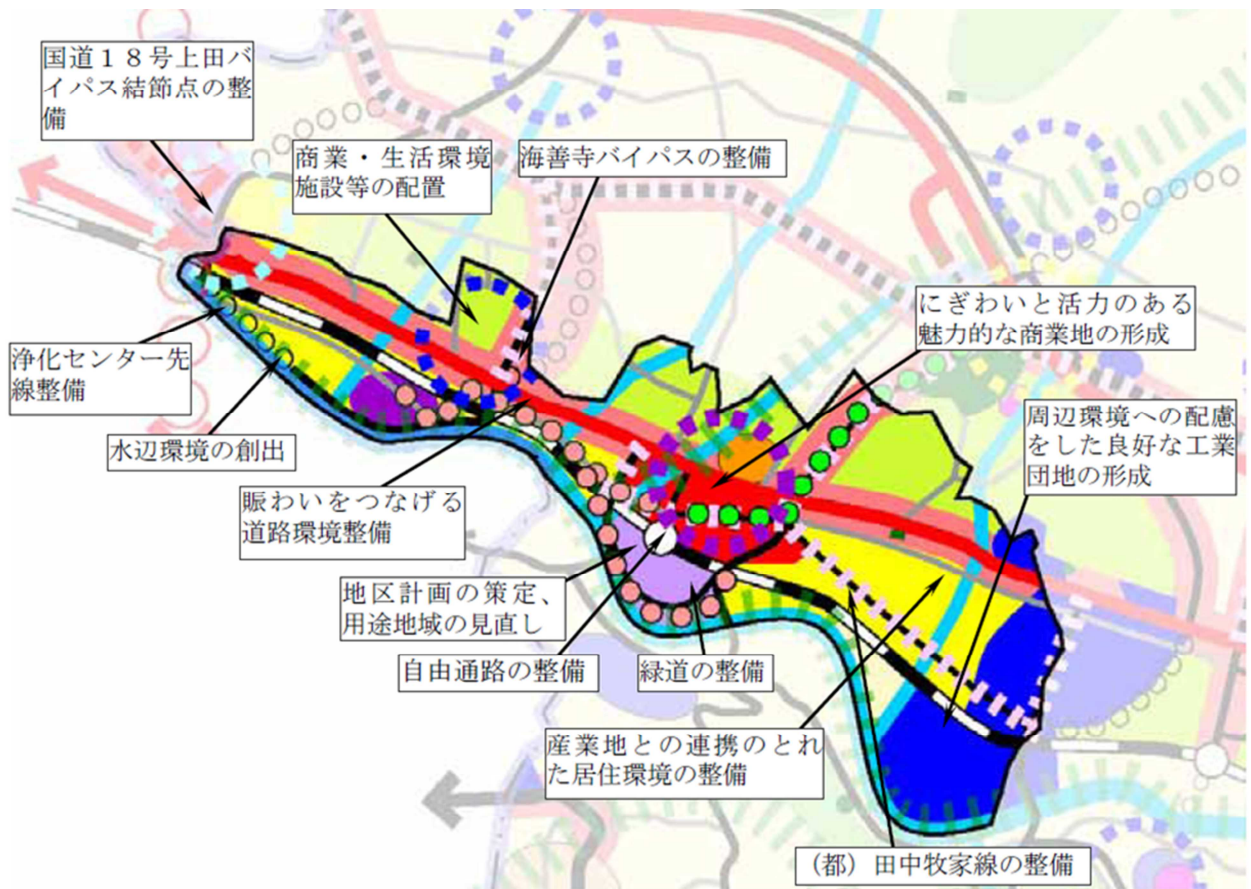 国道１８号上田バ
イパス結節点の整
備
商業・生活環境
施設等の配置
海善寺バイパスの整備
にぎわいと活力のある
魅力的な商業地の形成
浄化センター先
線整備
周辺環境への配慮
をした良好な工業
団地の形成
水辺環境の創出
賑わいをつなげる
道路環境整備
地区計画の策定、
用途地域の見直し
自由通路の整備
緑道の整備
産業地との連携のとれ
た居住環境の整備
（都）田中牧家線の整備